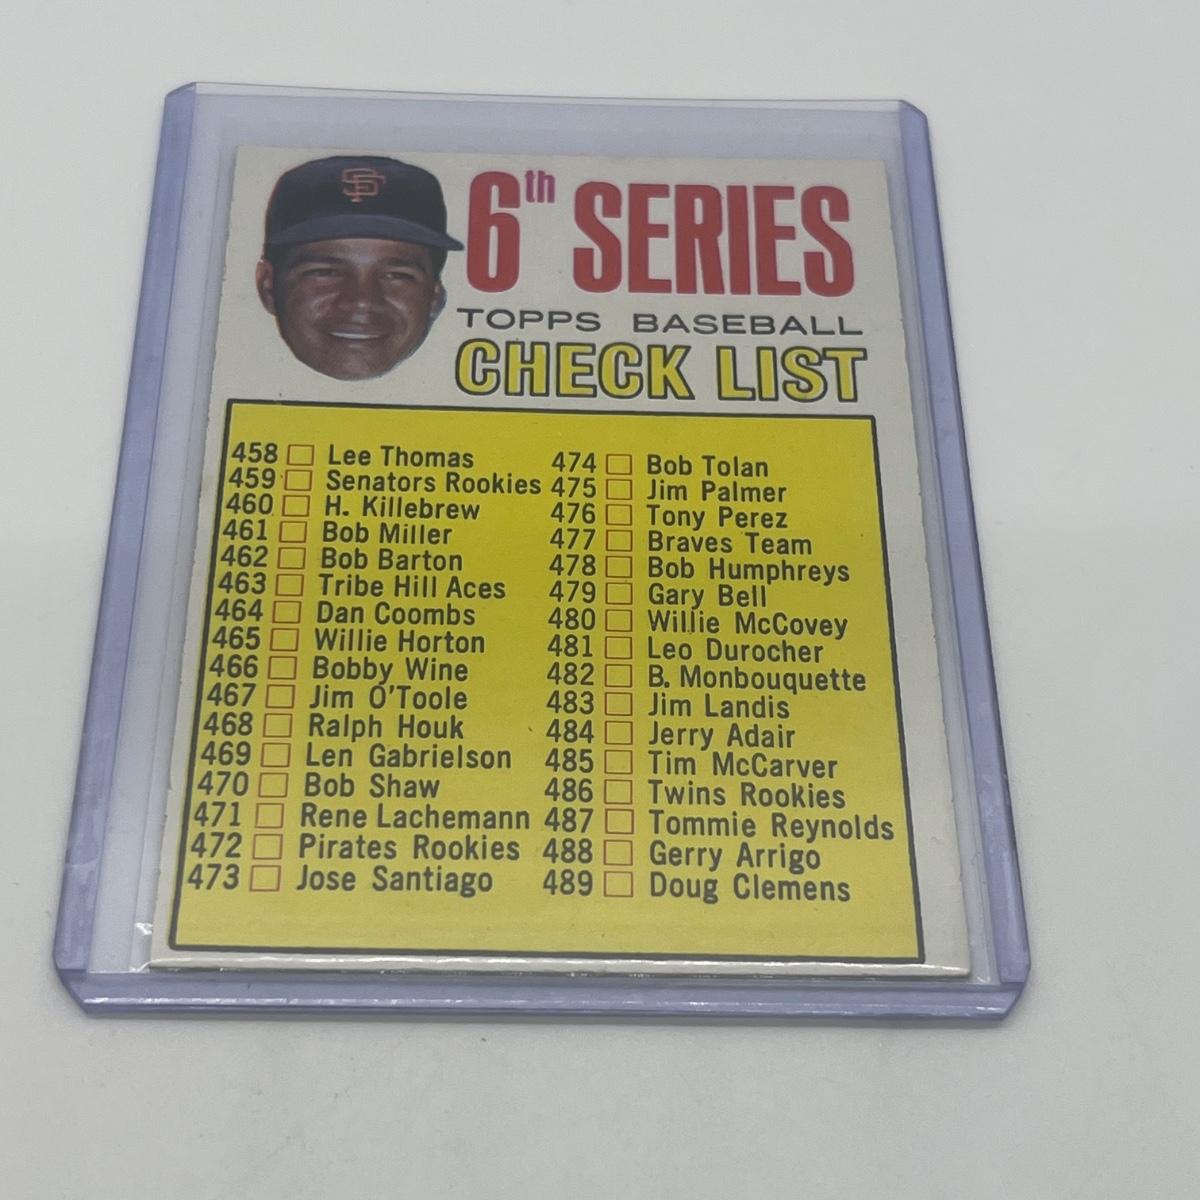 SF
6th SERIES
TOPPS BASEBALL
CHECK LIST
458 Lee Thomas
459 Senators Rookies
460 H. Killebrew
461 Bob Miller
462 Bob Barton
463 Tribe Hill Aces
464 Dan Coombs
465 Willie Horton
466 Bobby Wine
467 Jim O'Toole
468 Ralph Houk
469 Len Gabrielson
470 Bob Shaw
471 Rene Lachemann
472 Pirates Rookies
473 Jose Santiago
474 Bob Tolan
475 Jim Palmer
476 Tony Perez
477 Braves Team
478 Bob Humphreys
479 Gary Bell
480 Willie McCovey
481 Leo Durocher
482 B. Monbouquette
483 Jim Landis
484 Jerry Adair
485 Tim McCarver
486 Twins Rookies
487 Tommie Reynolds
488 Gerry Arrigo
489 Doug Clemens